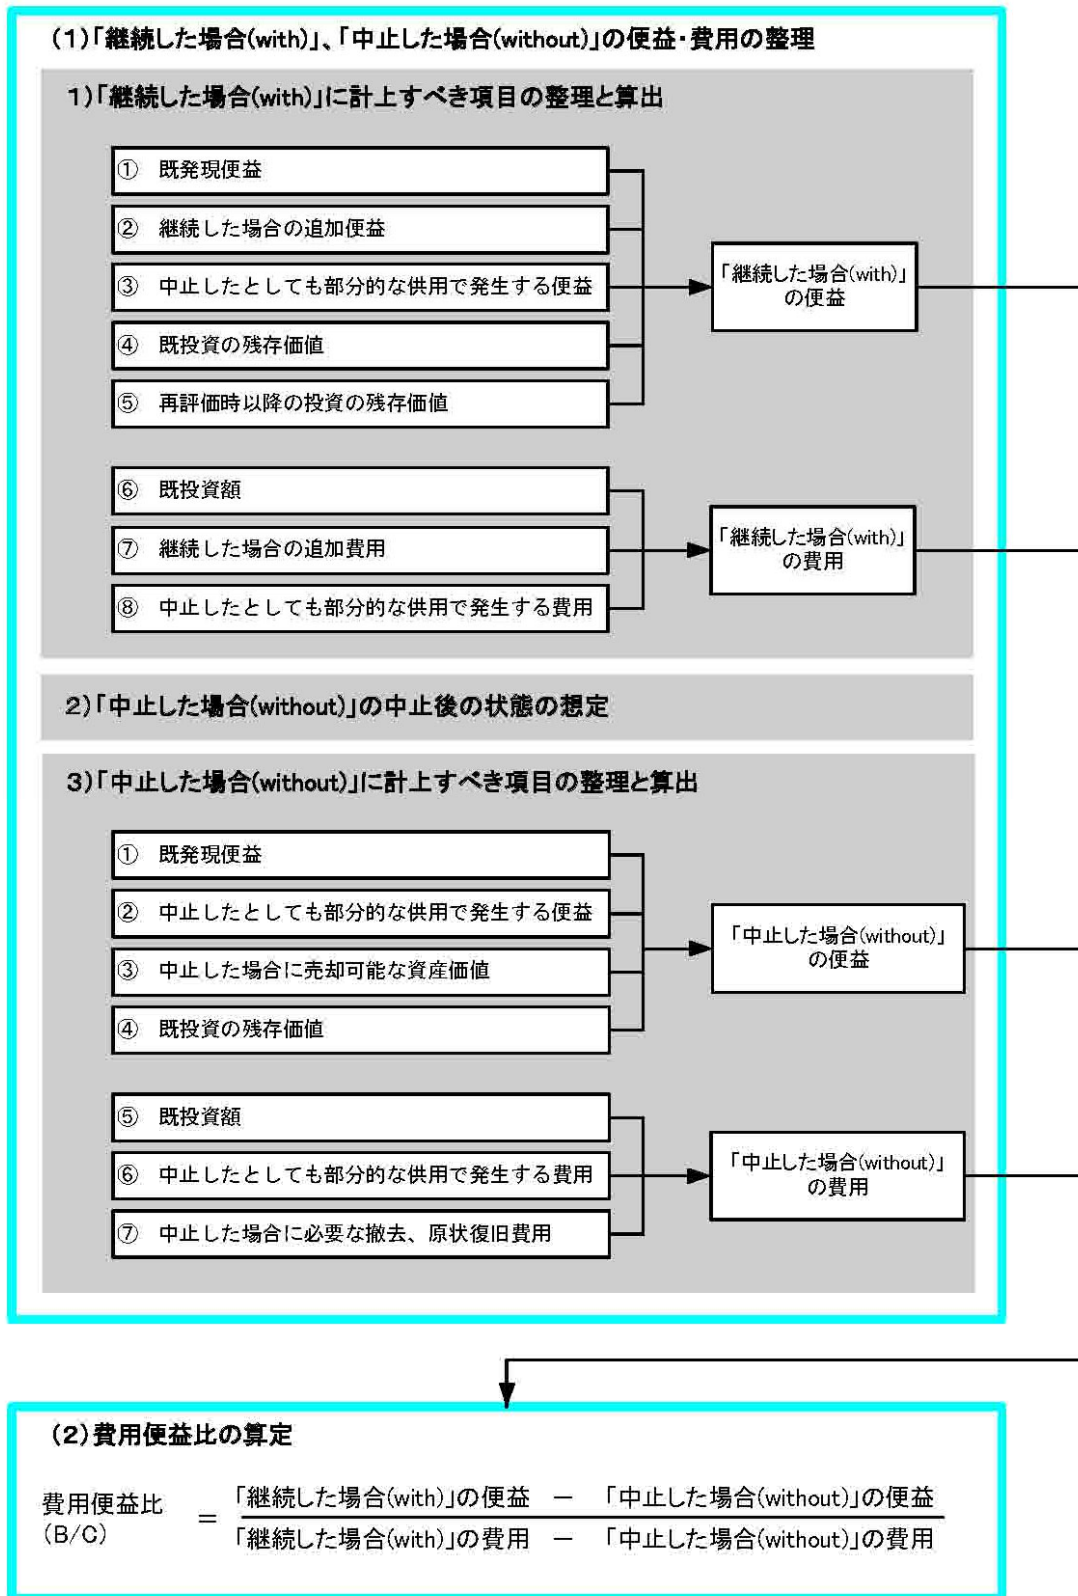 (1)「継続した場合(with)」、「中止した場合(without)」の便益・費用の整理
1)「継続した場合(with)」に計上すべき項目の整理と算出
① 既発現便益
② 継続した場合の追加便益
③ 中止したとしても部分的な供用で発生する便益
④ 既投資の残存価値
⑤ 再評価時以降の投資の残存価値
「継続した場合(with)」
の便益
⑥ 既投資額
⑦ 継続した場合の追加費用
⑧ 中止したとしても部分的な供用で発生する費用
「継続した場合(with)」
の費用
2)「中止した場合(without)」の中止後の状態の想定
3)「中止した場合(without)」に計上すべき項目の整理と算出
① 既発現便益
② 中止したとしても部分的な供用で発生する便益
③ 中止した場合に売却可能な資産価値
④ 既投資の残存価値
「中止した場合(without)」
の便益
⑤ 既投資額
⑥ 中止したとしても部分的な供用で発生する費用
⑦ 中止した場合に必要な撤去、原状復旧費用
「中止した場合(without)」
の費用
(2)費用便益比の算定
費用便益比
(B/C)
=
「継続した場合(with)」の便益 － 「中止した場合(without)」の便益
「継続した場合(with)」の費用 － 「中止した場合(without)」の費用